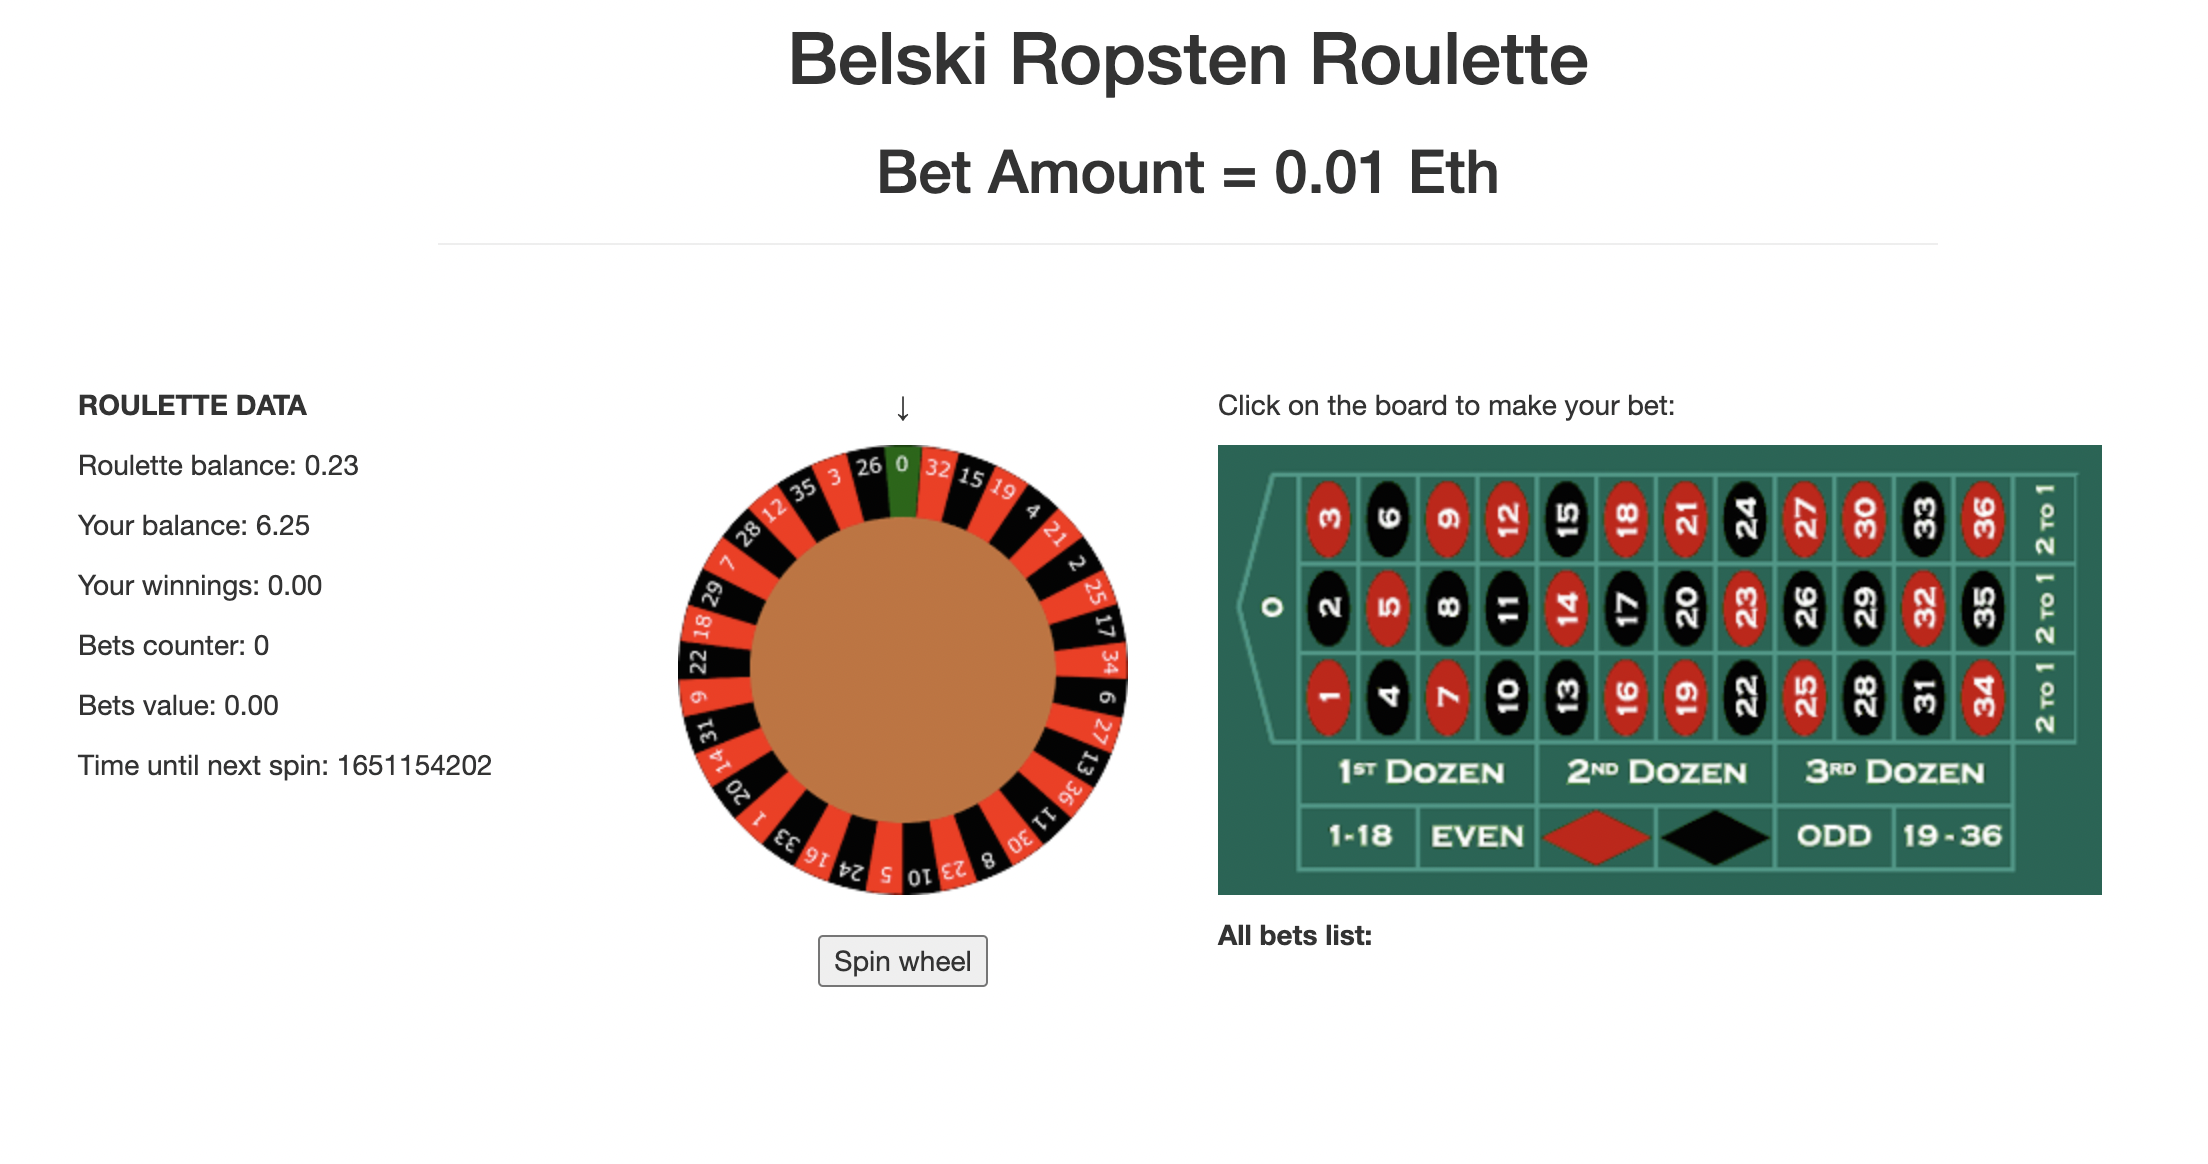 Belski Ropsten Roulette
Bet Amount = 0.01 Eth
ROULETTE DATA
Roulette balance: 0.23
Your balance: 6.25
Your winnings: 0.00
Bets counter: 0
Bets value: 0.00
Time until next spin: 1651154202
↓
0 32 15 19 4 21 2 25 17 34 6 27 13 36 11 30 8 23 10 5 24 16 33 1 20 14 31 9 22 18 29 7 28 12 35 3 26
Spin wheel
Click on the board to make your bet:
3 6 9 12 15 18 21 24 27 30 33 36 2 TO 1
0 2 5 8 11 14 17 20 23 26 29 32 35 2 TO 1
1 4 7 10 13 16 19 22 25 28 31 34 2 TO 1
1ST DOZEN 2ND DOZEN 3RD DOZEN
1-18 EVEN ODD 19-36
All bets list: